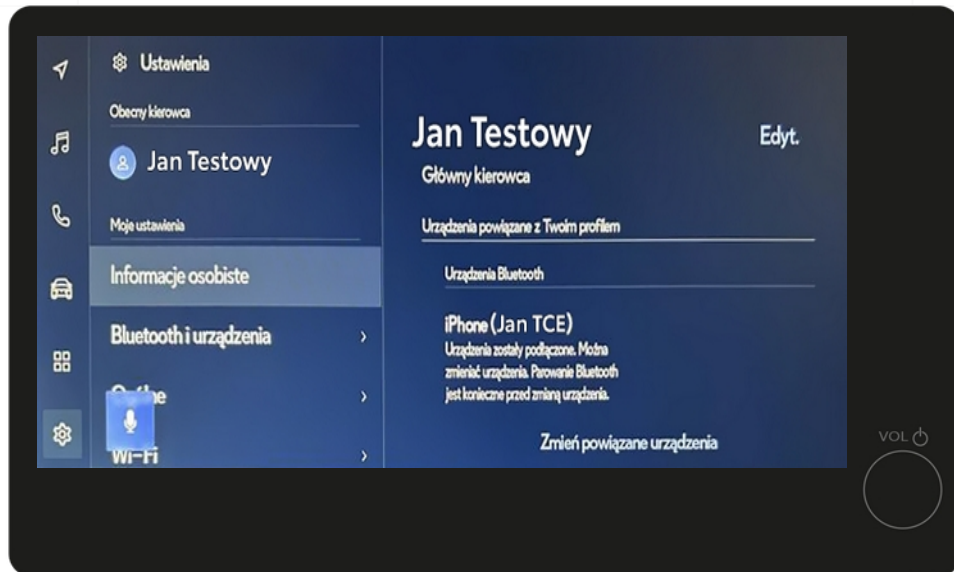 Ustawienia
Obecny kierowca
Jan Testowy
Moje ustawienia
Informacje osobiste
Bluetooth i urządzenia
Wi-Fi
Jan Testowy
Edyt.
Główny kierowca
Urządzenia powiązane z Twoim profilem
Urządzenia Bluetooth
iPhone (Jan TCE)
Urządzenia zostały podłączone. Można
zmieniać urządzenia. Parowanie Bluetooth
jest konieczne przed zmianą urządzenia.
Zmień powiązane urządzenia
VOL